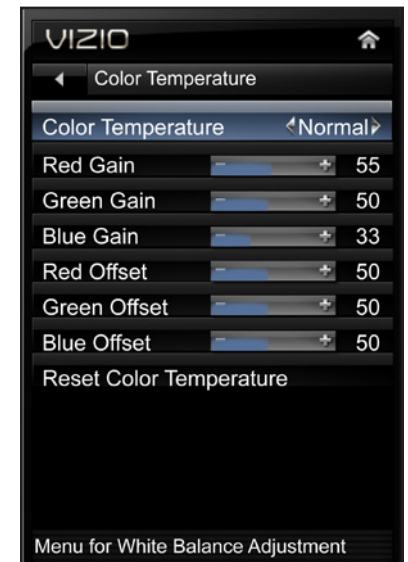 VIZIO
Color Temperature
Color Temperature Normal
Red Gain - + 55
Green Gain - + 50
Blue Gain - + 33
Red Offset - + 50
Green Offset - + 50
Blue Offset - + 50
Reset Color Temperature
Menu for White Balance Adjustment